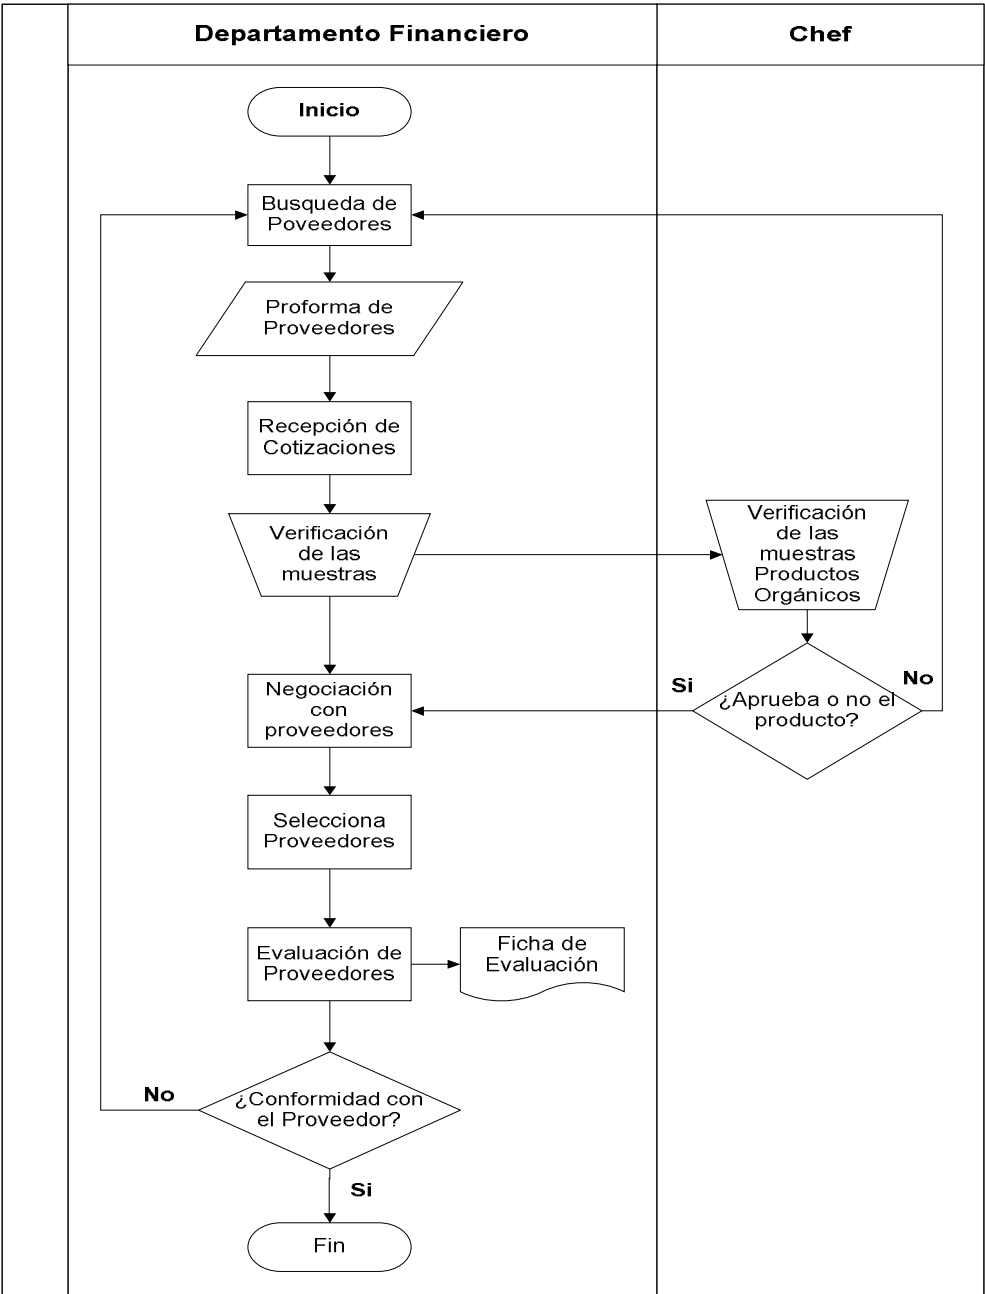 Departamento Financiero
Chef
Inicio
Busqueda de
Poveedores
Proforma de
Proveedores
Recepción de
Cotizaciones
Verificación
de las
muestras
Verificación
de las
muestras
Productos
Orgánicos
Negociación
con
proveedores
Si
¿Aprueba o no el
producto?
No
Selecciona
Proveedores
Evaluación de
Proveedores
Ficha de
Evaluación
No
¿Conformidad con
el Proveedor?
Si
Fin